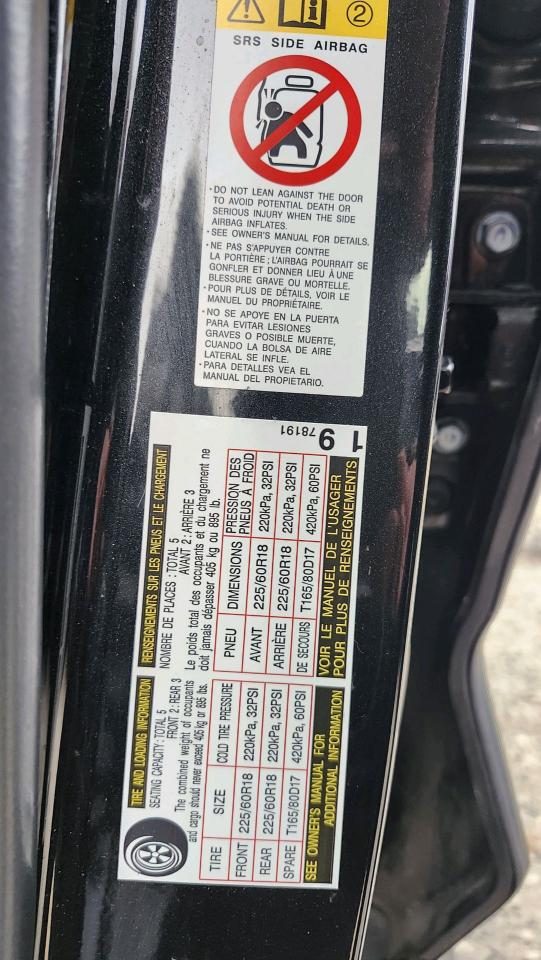 2
SRS SIDE AIRBAG
· DO NOT LEAN AGAINST THE DOOR
TO AVOID POTENTIAL DEATH OR
SERIOUS INJURY WHEN THE SIDE
AIRBAG INFLATES.
· SEE OWNER'S MANUAL FOR DETAILS.
· NE PAS S'APPUYER CONTRE
LA PORTIÈRE ; L'AIRBAG POURRAIT SE
GONFLER ET DONNER LIEU À UNE
BLESSURE GRAVE OU MORTELLE.
· POUR PLUS DE DÉTAILS, VOIR LE
MANUEL DU PROPIÉTAIRE.
· NO SE APOYE EN LA PUERTA
PARA EVITAR LESIONES
GRAVES O POSIBLE MUERTE,
CUANDO LA BOLSA DE AIRE
LATERAL SE INFLE.
· PARA DETALLES VEA EL
MANUAL DEL PROPIETARIO.
TIRE AND LOADING INFORMATION
SEATING CAPACITY : TOTAL 5
FRONT 2 : REAR 3
The combined weight of occupants
and cargo should never exceed 405 kg or 895 lbs.
TIRE SIZE COLD TIRE PRESSURE
FRONT 225/60R18 220kPa, 32PSI
REAR 225/60R18 220kPa, 32PSI
SPARE T165/80D17 420kPa, 60PSI
SEE OWNER'S MANUAL FOR
ADDITIONAL INFORMATION
RENSEIGNEMENTS SUR LES PNEUS ET LE CHARGEMENT
NOMBRE DE PLACES : TOTAL 5
AVANT 2 : ARRIÈRE 3
Le poids total des occupants et du chargement ne
doit jamais dépasser 405 kg ou 895 lb.
PNEU DIMENSIONS PRESSION DES
PNEUS À FROID
AVANT 225/60R18 220kPa, 32PSI
ARRIÈRE 225/60R18 220kPa, 32PSI
DE SECOURS T165/80D17 420kPa, 60PSI
VOIR LE MANUEL DE L'USAGER
POUR PLUS DE RENSEIGNEMENTS
19
78191